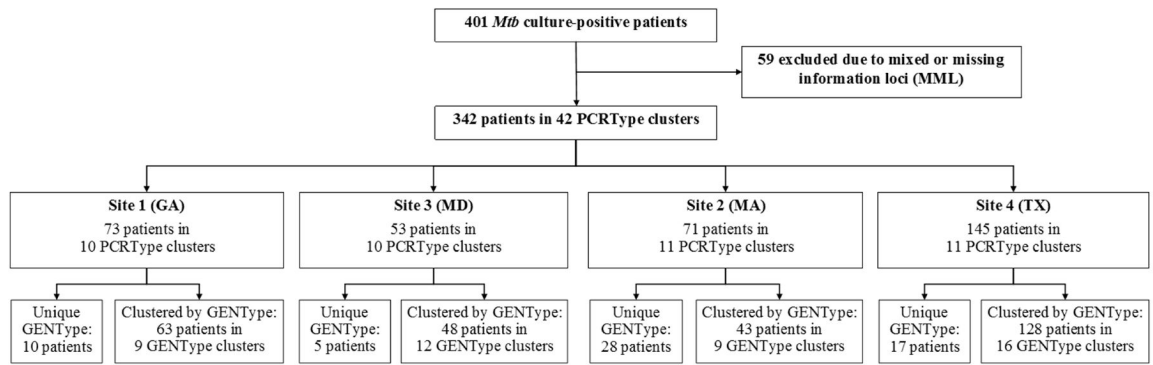 401 Mtb culture-positive patients
59 excluded due to mixed or missing
information loci (MML)
342 patients in 42 PCRType clusters
Site 1 (GA)
73 patients in
10 PCRType clusters
Site 3 (MD)
53 patients in
10 PCRType clusters
Site 2 (MA)
71 patients in
11 PCRType clusters
Site 4 (TX)
145 patients in
11 PCRType clusters
Unique
GENType:
10 patients
Clustered by GENType:
63 patients in
9 GENType clusters
Unique
GENType:
5 patients
Clustered by GENType:
48 patients in
12 GENType clusters
Unique
GENType:
28 patients
Clustered by GENType:
43 patients in
9 GENType clusters
Unique
GENType:
17 patients
Clustered by GENType:
128 patients in
16 GENType clusters